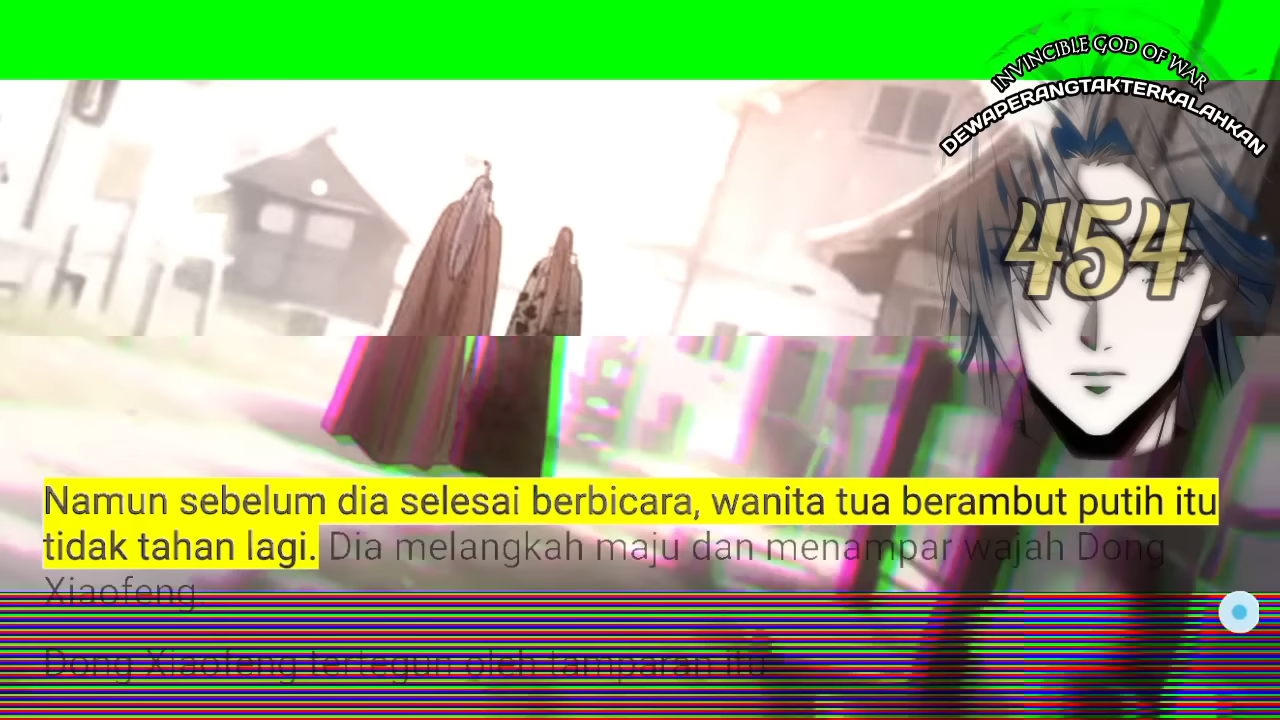 INVINCIBLE GOD OF WAR
DEWAPERANGTAKTERKALAHKAN
454
Namun sebelum dia selesai berbicara, wanita tua berambut putih itu
tidak tahan lagi. Dia melangkah maju dan menampar wajah Dong
Xiaofeng.
Dong Xiaofeng tertegun oleh tamparan itu